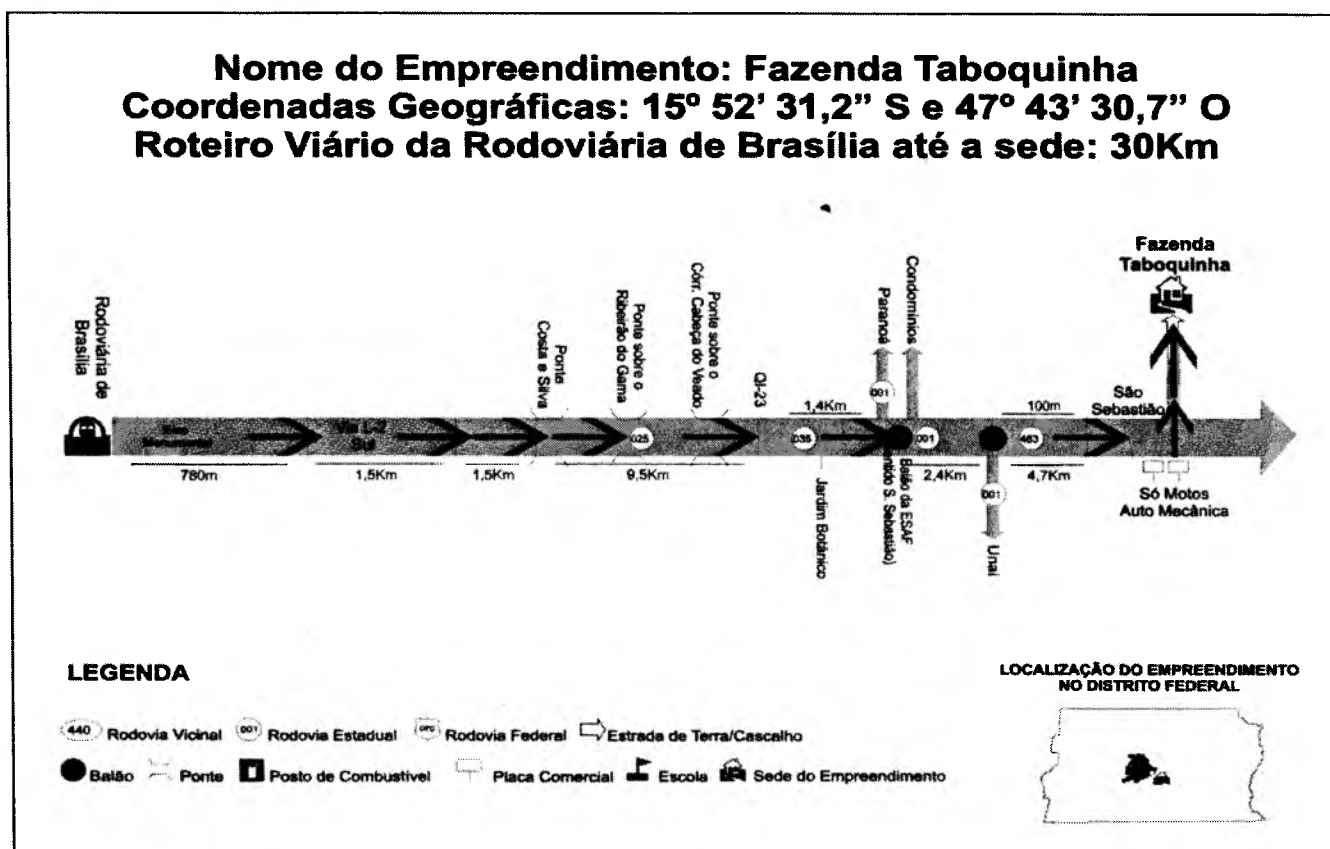 Nome do Empreendimento: Fazenda Taboquinha
Coordenadas Geográficas: 15º 52’ 31,2” S e 47º 43’ 30,7” O
Roteiro Viário da Rodoviária de Brasília até a sede: 30Km
Fazenda
Taboquinha
Rodoviária de
Brasília
Ponte
Costa e Silva
Ponte sobre o
Ribeirão do Gama
Ponte sobre o
Córr. Cabeça do Veado
QI-23
Paranoá
Condomínios
001
1,4Km
100m
São
Sebastião
Via L-2
Sul
025
035
001
463
780m
1,5Km
1,5Km
9,5Km
2,4Km
4,7Km
Jardim Botânico
Balão da ESAF
(sentido S. Sebastião)
001
Unaí
Só Motos
Auto Mecânica
LEGENDA
440 Rodovia Vicinal
001 Rodovia Estadual
Rodovia Federal
Estrada de Terra/Cascalho
Balão
Ponte
Posto de Combustível
Placa Comercial
Escola
Sede do Empreendimento
LOCALIZAÇÃO DO EMPREENDIMENTO
NO DISTRITO FEDERAL